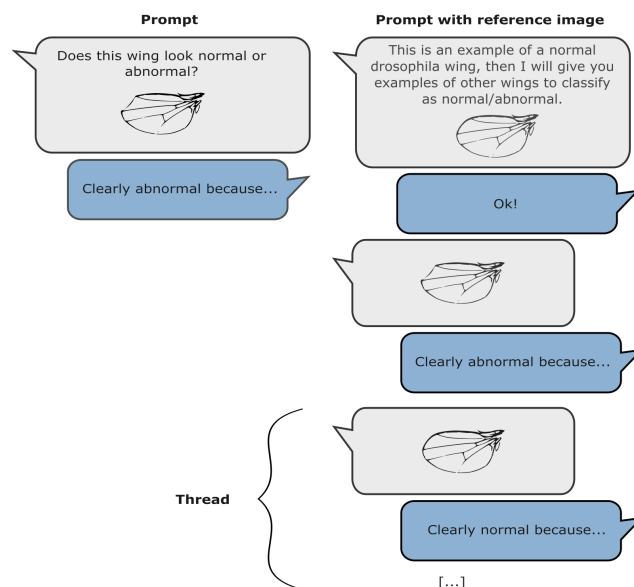 Prompt
Does this wing look normal or
abnormal?
Clearly abnormal because...
Prompt with reference image
This is an example of a normal
drosophila wing, then I will give you
examples of other wings to classify
as normal/abnormal.
Ok!
Clearly abnormal because...
Thread
Clearly normal because...
[...]